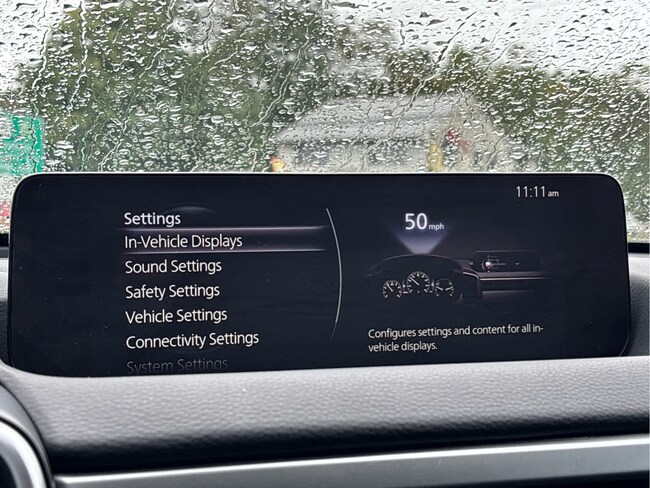 11:11 am
Settings
In-Vehicle Displays
Sound Settings
Safety Settings
Vehicle Settings
Connectivity Settings
System Settings
50 mph
Configures settings and content for all in-
vehicle displays.